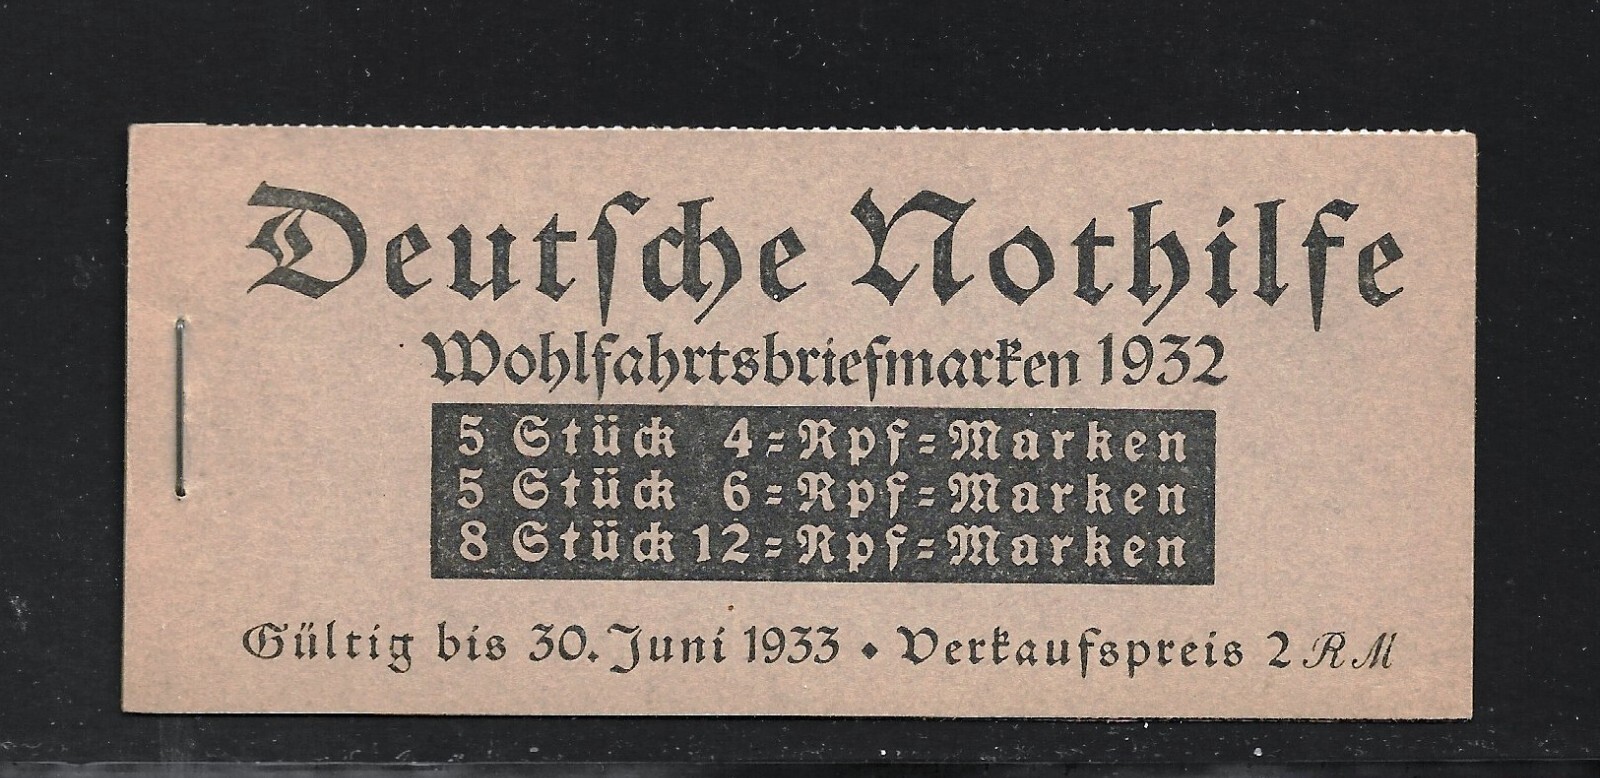 Deutsche Nothilfe
Wohlfahrtsbriefmarken 1932
5 Stück 4=Rpf=Marken
5 Stück 6=Rpf=Marken
8 Stück 12=Rpf=Marken
Gültig bis 30. Juni 1933 • Verkaufspreis 2 RM